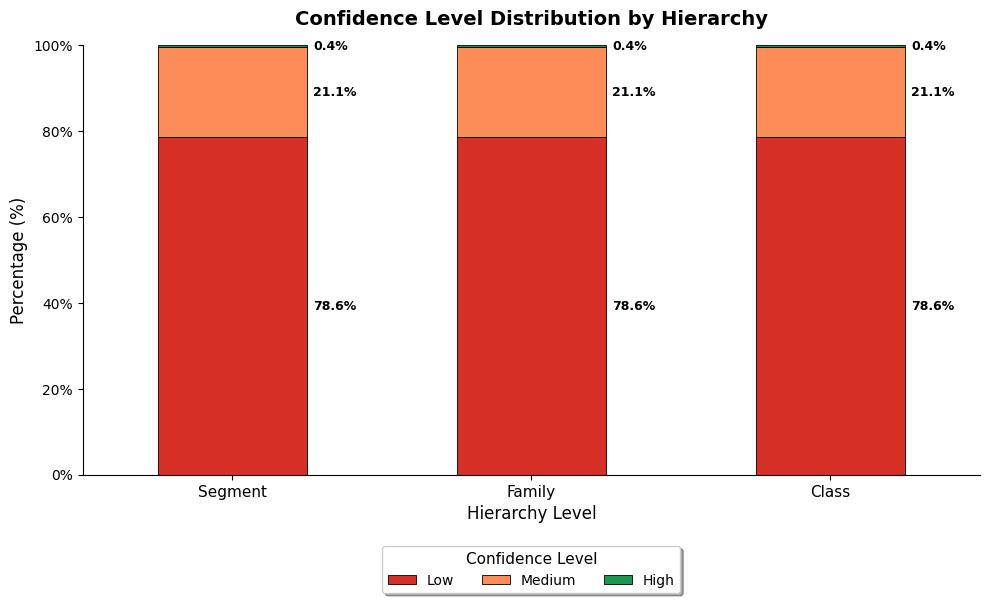 Confidence Level Distribution by Hierarchy
Percentage (%)
100%
80%
60%
40%
20%
0%
0.4%
21.1%
78.6%
0.4%
21.1%
78.6%
0.4%
21.1%
78.6%
Segment
Family
Class
Hierarchy Level
Confidence Level
Low
Medium
High